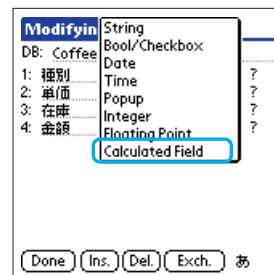 Modifyin
DB: Coffee
1: 種別 ?
2: 単価 ?
3: 在庫 ?
4: 金額 ?
String
Bool/Checkbox
Date
Time
Popup
Integer
Floating Point
Calculated Field
Done Ins. Del. Exch. あ